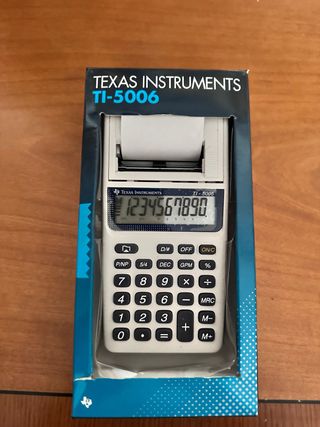 TEXAS INSTRUMENTS
TI-5006
TEXAS INSTRUMENTS TI-5006
1234567890.
D/# OFF ON/C
P/NP 5/4 DEC GPM %
7 8 9 × ÷
4 5 6 − MRC
1 2 3 + M−
0 · = M+